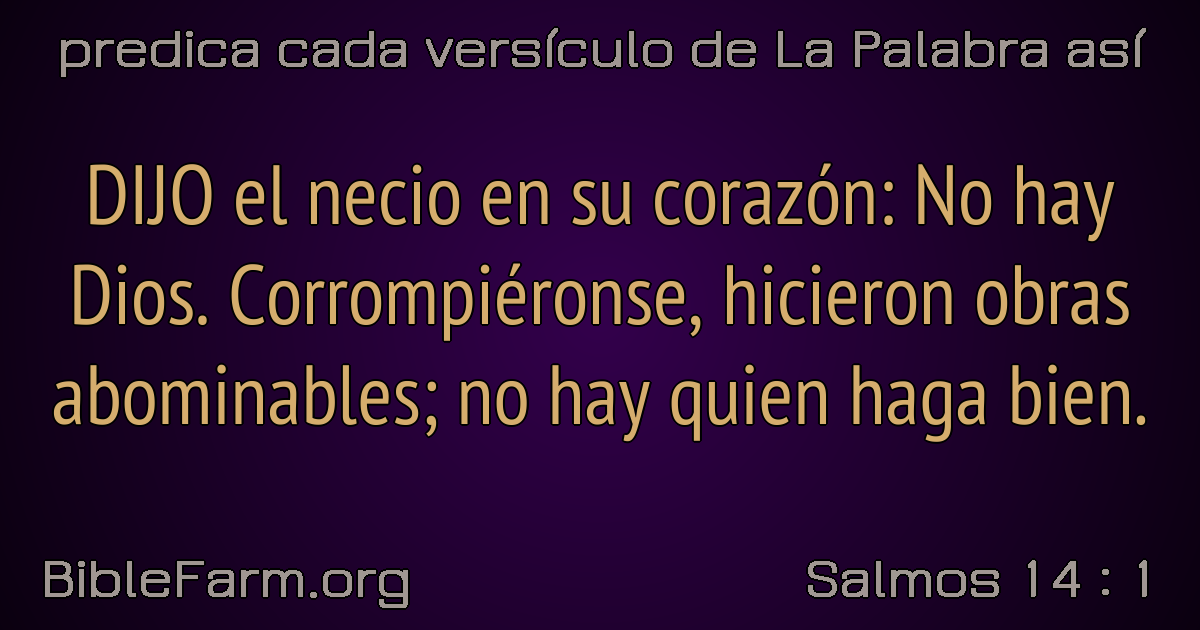 predica cada versículo de La Palabra así
DIJO el necio en su corazón: No hay
Dios. Corrompiéronse, hicieron obras
abominables; no hay quien haga bien.
BibleFarm.org
Salmos 14 : 1